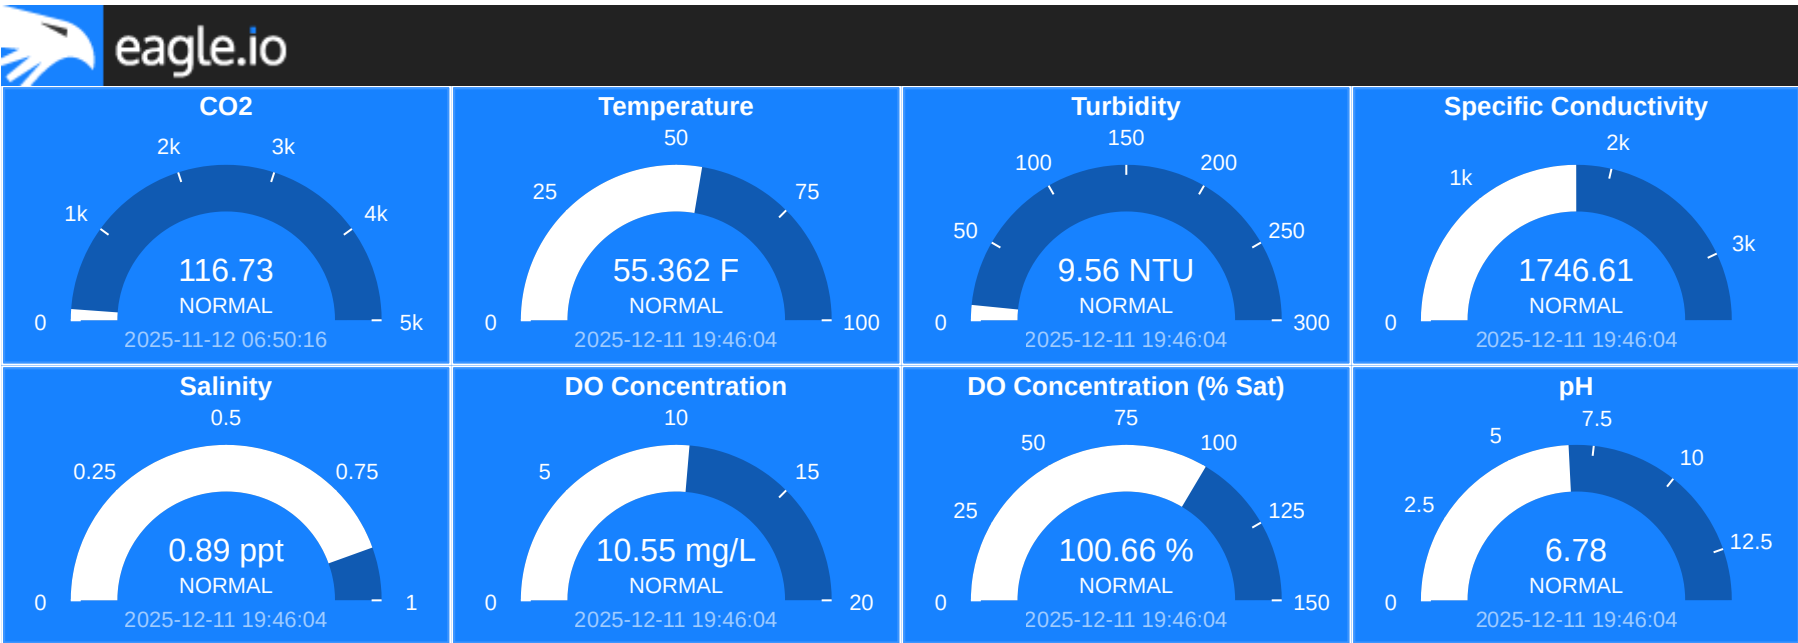 eagle.io
CO2
0
1k
2k
3k
4k
5k
116.73
NORMAL
2025-11-12 06:50:16
Temperature
0
25
50
75
100
55.362 F
NORMAL
2025-12-11 19:46:04
Turbidity
0
50
100
150
200
250
300
9.56 NTU
NORMAL
2025-12-11 19:46:04
Specific Conductivity
0
1k
2k
3k
1746.61
NORMAL
2025-12-11 19:46:04
Salinity
0
0.25
0.5
0.75
1
0.89 ppt
NORMAL
2025-12-11 19:46:04
DO Concentration
0
5
10
15
20
10.55 mg/L
NORMAL
2025-12-11 19:46:04
DO Concentration (% Sat)
0
25
50
75
100
125
150
100.66 %
NORMAL
2025-12-11 19:46:04
pH
0
2.5
5
7.5
10
12.5
6.78
NORMAL
2025-12-11 19:46:04